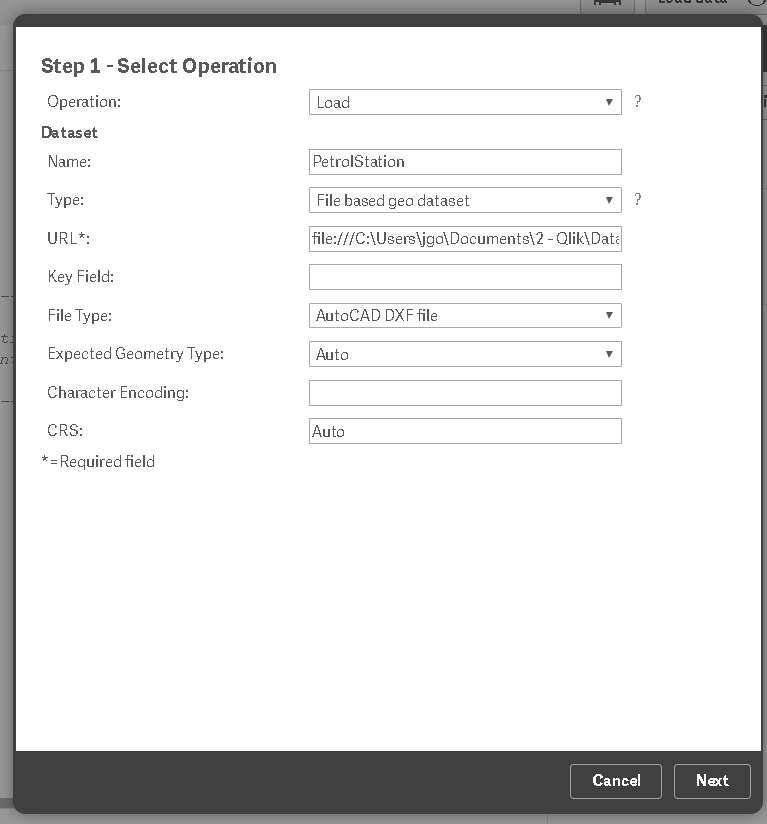 Load data
Step 1 - Select Operation
Operation: Load ?
Dataset
Name: PetrolStation
Type: File based geo dataset ?
URL*: file:///C:\Users\jgo\Documents\2 - Qlik\Data
Key Field:
File Type: AutoCAD DXF file
Expected Geometry Type: Auto
Character Encoding:
CRS: Auto
*=Required field
Cancel Next